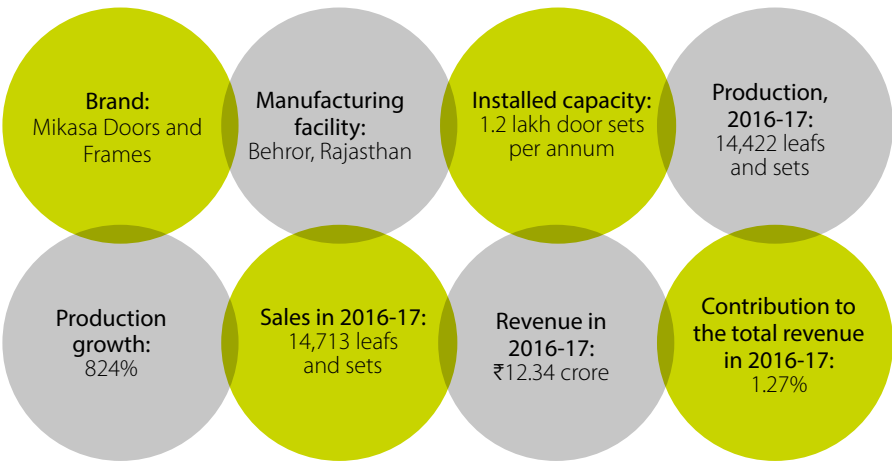 Brand:
Mikasa Doors and
Frames
Manufacturing
facility:
Behror, Rajasthan
Installed capacity:
1.2 lakh door sets
per annum
Production,
2016-17:
14,422 leafs
and sets
Production
growth:
824%
Sales in 2016-17:
14,713 leafs
and sets
Revenue in
2016-17:
₹12.34 crore
Contribution to
the total revenue
in 2016-17:
1.27%